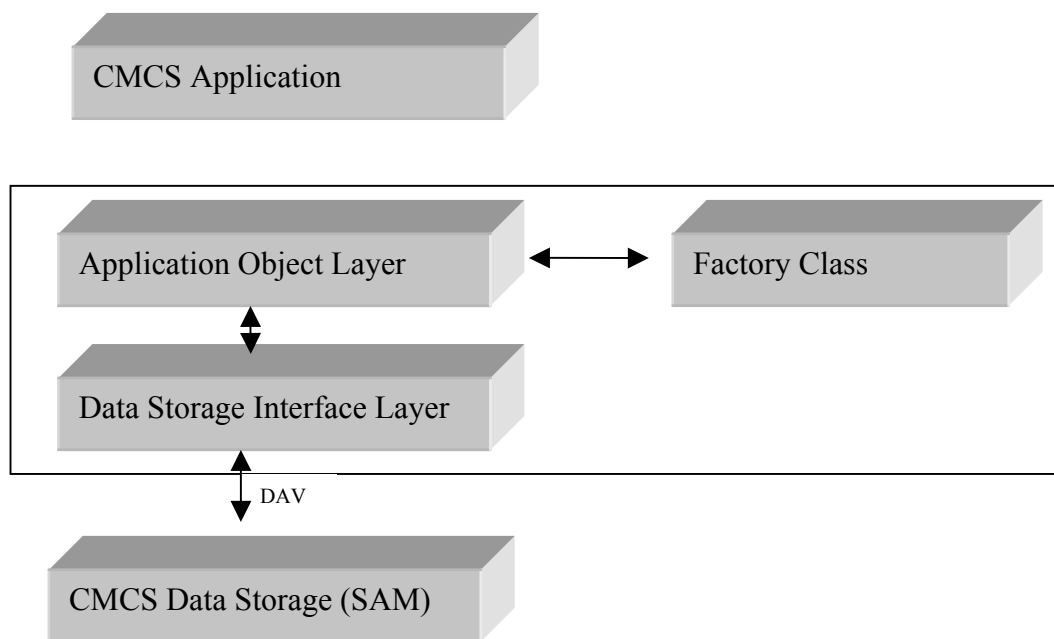 CMCS Application
Application Object Layer
Factory Class
Data Storage Interface Layer
DAV
CMCS Data Storage (SAM)